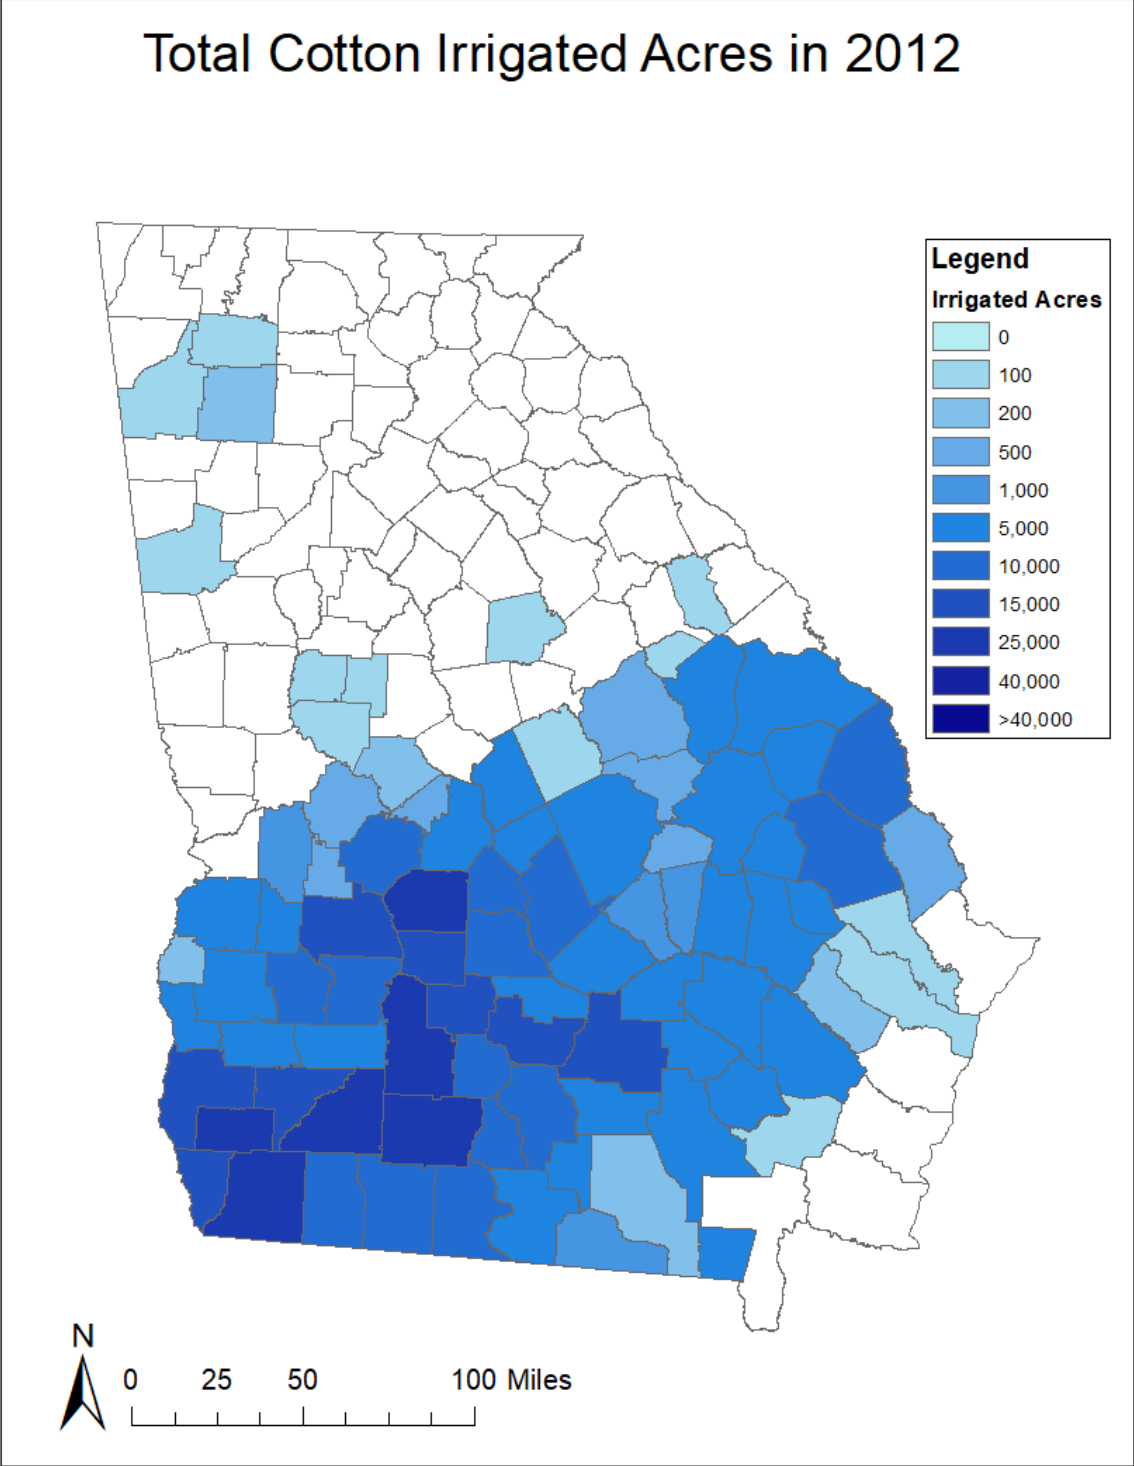 Total Cotton Irrigated Acres in 2012
Legend
Irrigated Acres
0
100
200
500
1,000
5,000
10,000
15,000
25,000
40,000
>40,000
N
0 25 50 100 Miles